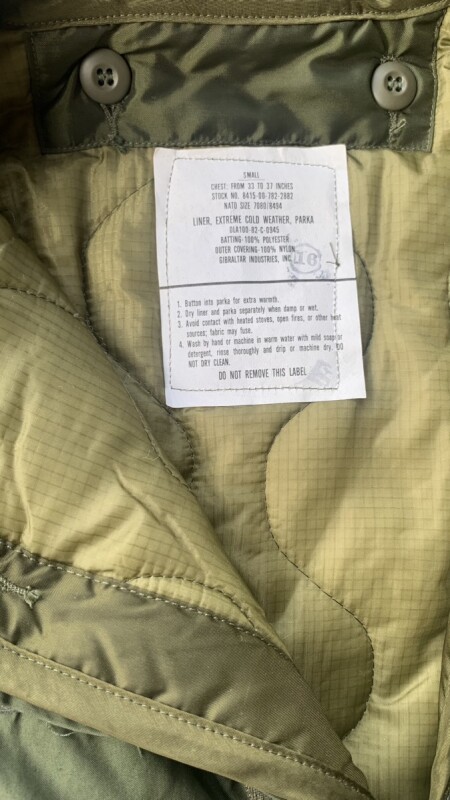 SMALL
CHEST: FROM 33 TO 37 INCHES
STOCK NO. 8415-00-782-2882
NATO SIZE 7080/8494
LINER, EXTREME COLD WEATHER, PARKA
DLA100-82-C-0945
BATTING-100% POLYESTER
OUTER COVERING-100% NYLON
GIBRALTAR INDUSTRIES, INC.
1. Button into parka for extra warmth.
2. Dry liner and parka separately when damp or wet.
3. Avoid contact with heated stoves, open fires, or other heat
sources; fabric may fuse.
4. Wash by hand or machine in warm water with mild soap or
detergent, rinse thoroughly and drip or machine dry. DO
NOT DRY CLEAN.
DO NOT REMOVE THIS LABEL